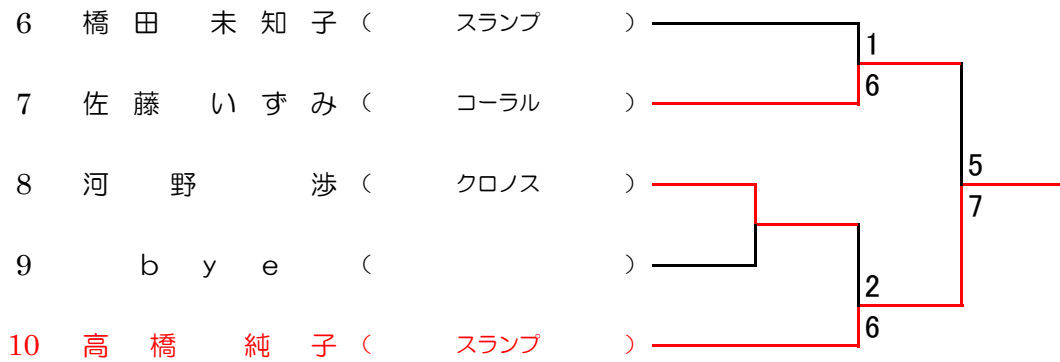 6 橋田 未知子 ( スランプ )
1
6
7 佐藤 いずみ ( コーラル )
5
7
8 河野 渉 ( クロノス )
9 bye ( )
2
6
10 高橋 純子 ( スランプ )